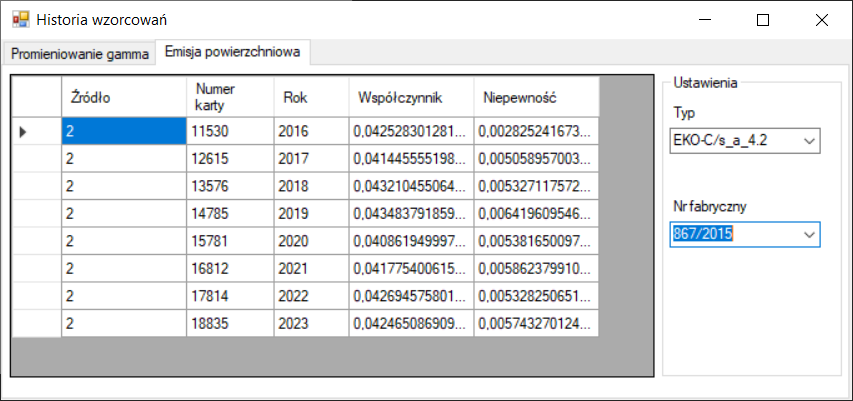 Historia wzorcowań
Promieniowanie gamma Emisja powierzchniowa
Źródło Numer karty Rok Współczynnik Niepewność
2 11530 2016 0,042528301281... 0,002825241673...
2 12615 2017 0,041445555198... 0,005058957003...
2 13576 2018 0,043210455064... 0,005327117572...
2 14785 2019 0,043483791859... 0,006419609546...
2 15781 2020 0,040861949997... 0,005381650097...
2 16812 2021 0,041775400615... 0,005862379910...
2 17814 2022 0,042694575801... 0,005328250651...
2 18835 2023 0,042465086909... 0,005743270124...
Ustawienia
Typ
EKO-C/s_a_4.2
Nr fabryczny
867/2015